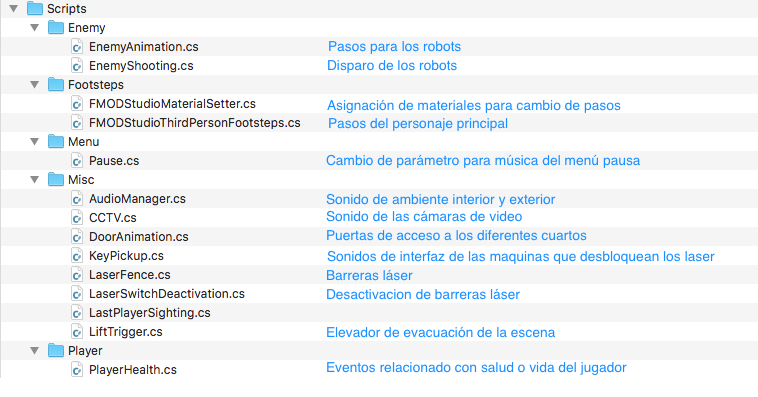 Scripts
Enemy
EnemyAnimation.cs Pasos para los robots
EnemyShooting.cs Disparo de los robots
Footsteps
FMODStudioMaterialSetter.cs Asignación de materiales para cambio de pasos
FMODStudioThirdPersonFootsteps.cs Pasos del personaje principal
Menu
Pause.cs Cambio de parámetro para música del menú pausa
Misc
AudioManager.cs Sonido de ambiente interior y exterior
CCTV.cs Sonido de las cámaras de video
DoorAnimation.cs Puertas de acceso a los diferentes cuartos
KeyPickup.cs Sonidos de interfaz de las maquinas que desbloquean los laser
LaserFence.cs Barreras láser
LaserSwitchDeactivation.cs Desactivacion de barreras láser
LastPlayerSighting.cs
LiftTrigger.cs Elevador de evacuación de la escena
Player
PlayerHealth.cs Eventos relacionado con salud o vida del jugador